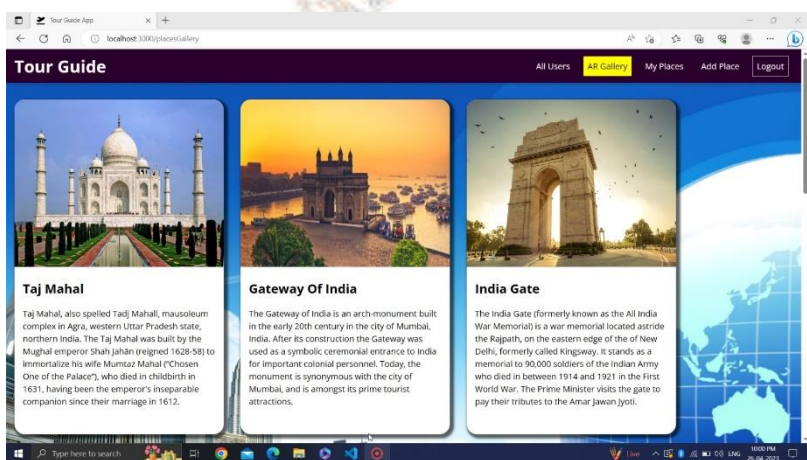 Tour Guide App
localhost:3000/placesGallery
Tour Guide
All Users
AR Gallery
My Places
Add Place
Logout
Taj Mahal
Taj Mahal, also spelled Tadj Mahall, mausoleum
complex in Agra, western Uttar Pradesh state,
northern India. The Taj Mahal was built by the
Mughal emperor Shah Jahān (reigned 1628-58) to
immortalize his wife Mumtaz Mahal ("Chosen
One of the Palace"), who died in childbirth in
1631, having been the emperor's inseparable
companion since their marriage in 1612.
Gateway Of India
The Gateway of India is an arch-monument built
in the early 20th century in the city of Mumbai,
India. After its construction the Gateway was
used as a symbolic ceremonial entrance to India
for important colonial personnel. Today, the
monument is synonymous with the city of
Mumbai, and is amongst its prime tourist
attractions.
India Gate
The India Gate (formerly known as the All India
War Memorial) is a war memorial located astride
the Rajpath, on the eastern edge of the of New
Delhi, formerly called Kingsway. It stands as a
memorial to 90,000 soldiers of the Indian Army
who died in between 1914 and 1921 in the First
World War. The Prime Minister visits the gate to
pay their tributes to the Amar Jawan Jyoti.
Type here to search
Live
ENG
10:00 PM
26-04-2023